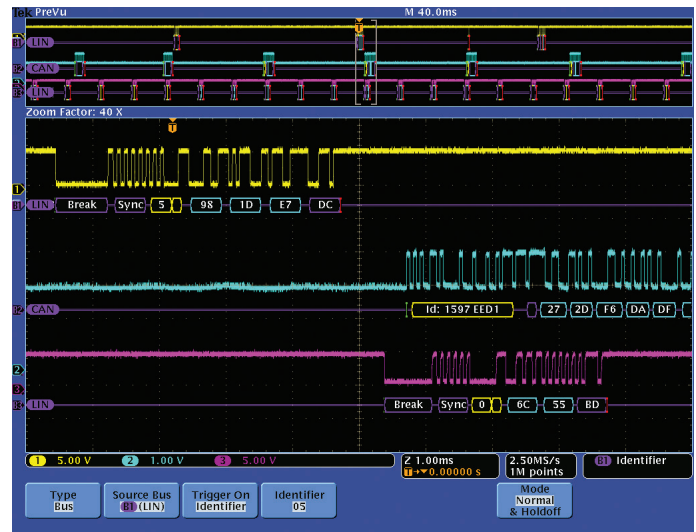 Tek PreVu M 40.0ms
B1 LIN
B2 CAN
B3 LIN
Zoom Factor: 40 X
T
1
B1 LIN Break Sync 5 98 1D E7 DC
B2 CAN Id: 1597 EED1 27 2D F6 DA DF
2
3
B3 LIN Break Sync 0 6C 55 BD
1 5.00 V 2 1.00 V 3 5.00 V Z 1.00ms 2.50MS/s B1 Identifier
T→▼0.00000 s 1M points
Type Source Bus Trigger On Identifier Mode
Bus B1 (LIN) Identifier 05 Normal
& Holdoff